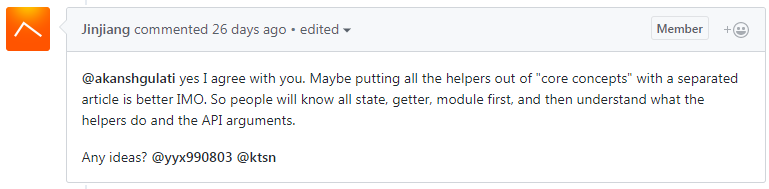 Jinjiang commented 26 days ago • edited
Member
@akanshgulati yes I agree with you. Maybe putting all the helpers out of "core concepts" with a separated
article is better IMO. So people will know all state, getter, module first, and then understand what the
helpers do and the API arguments.
Any ideas? @yyx990803 @ktsn